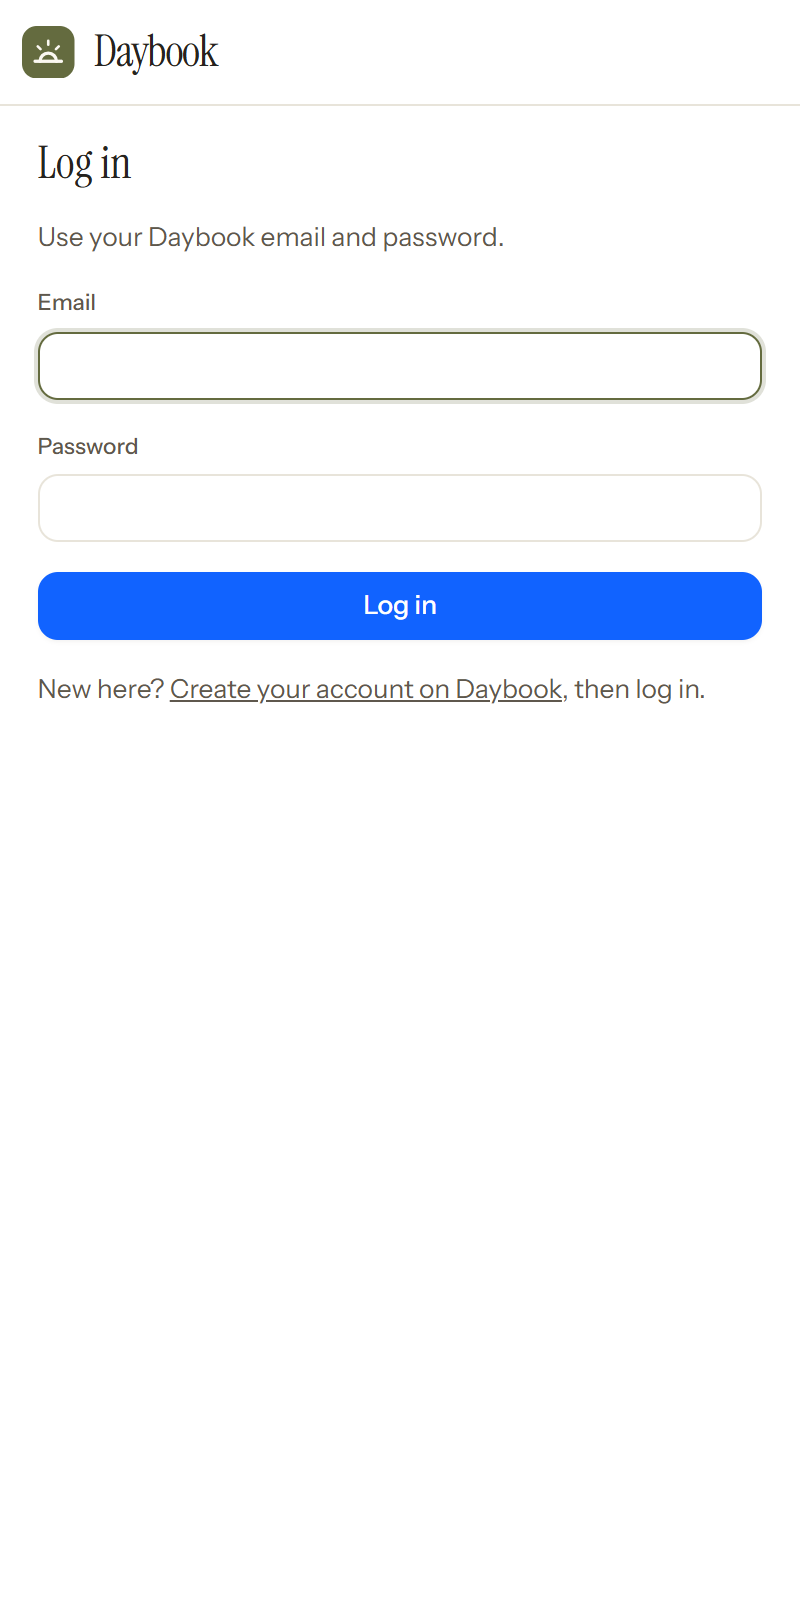 Daybook
Log in
Use your Daybook email and password.
Email
Password
Log in
New here? Create your account on Daybook, then log in.